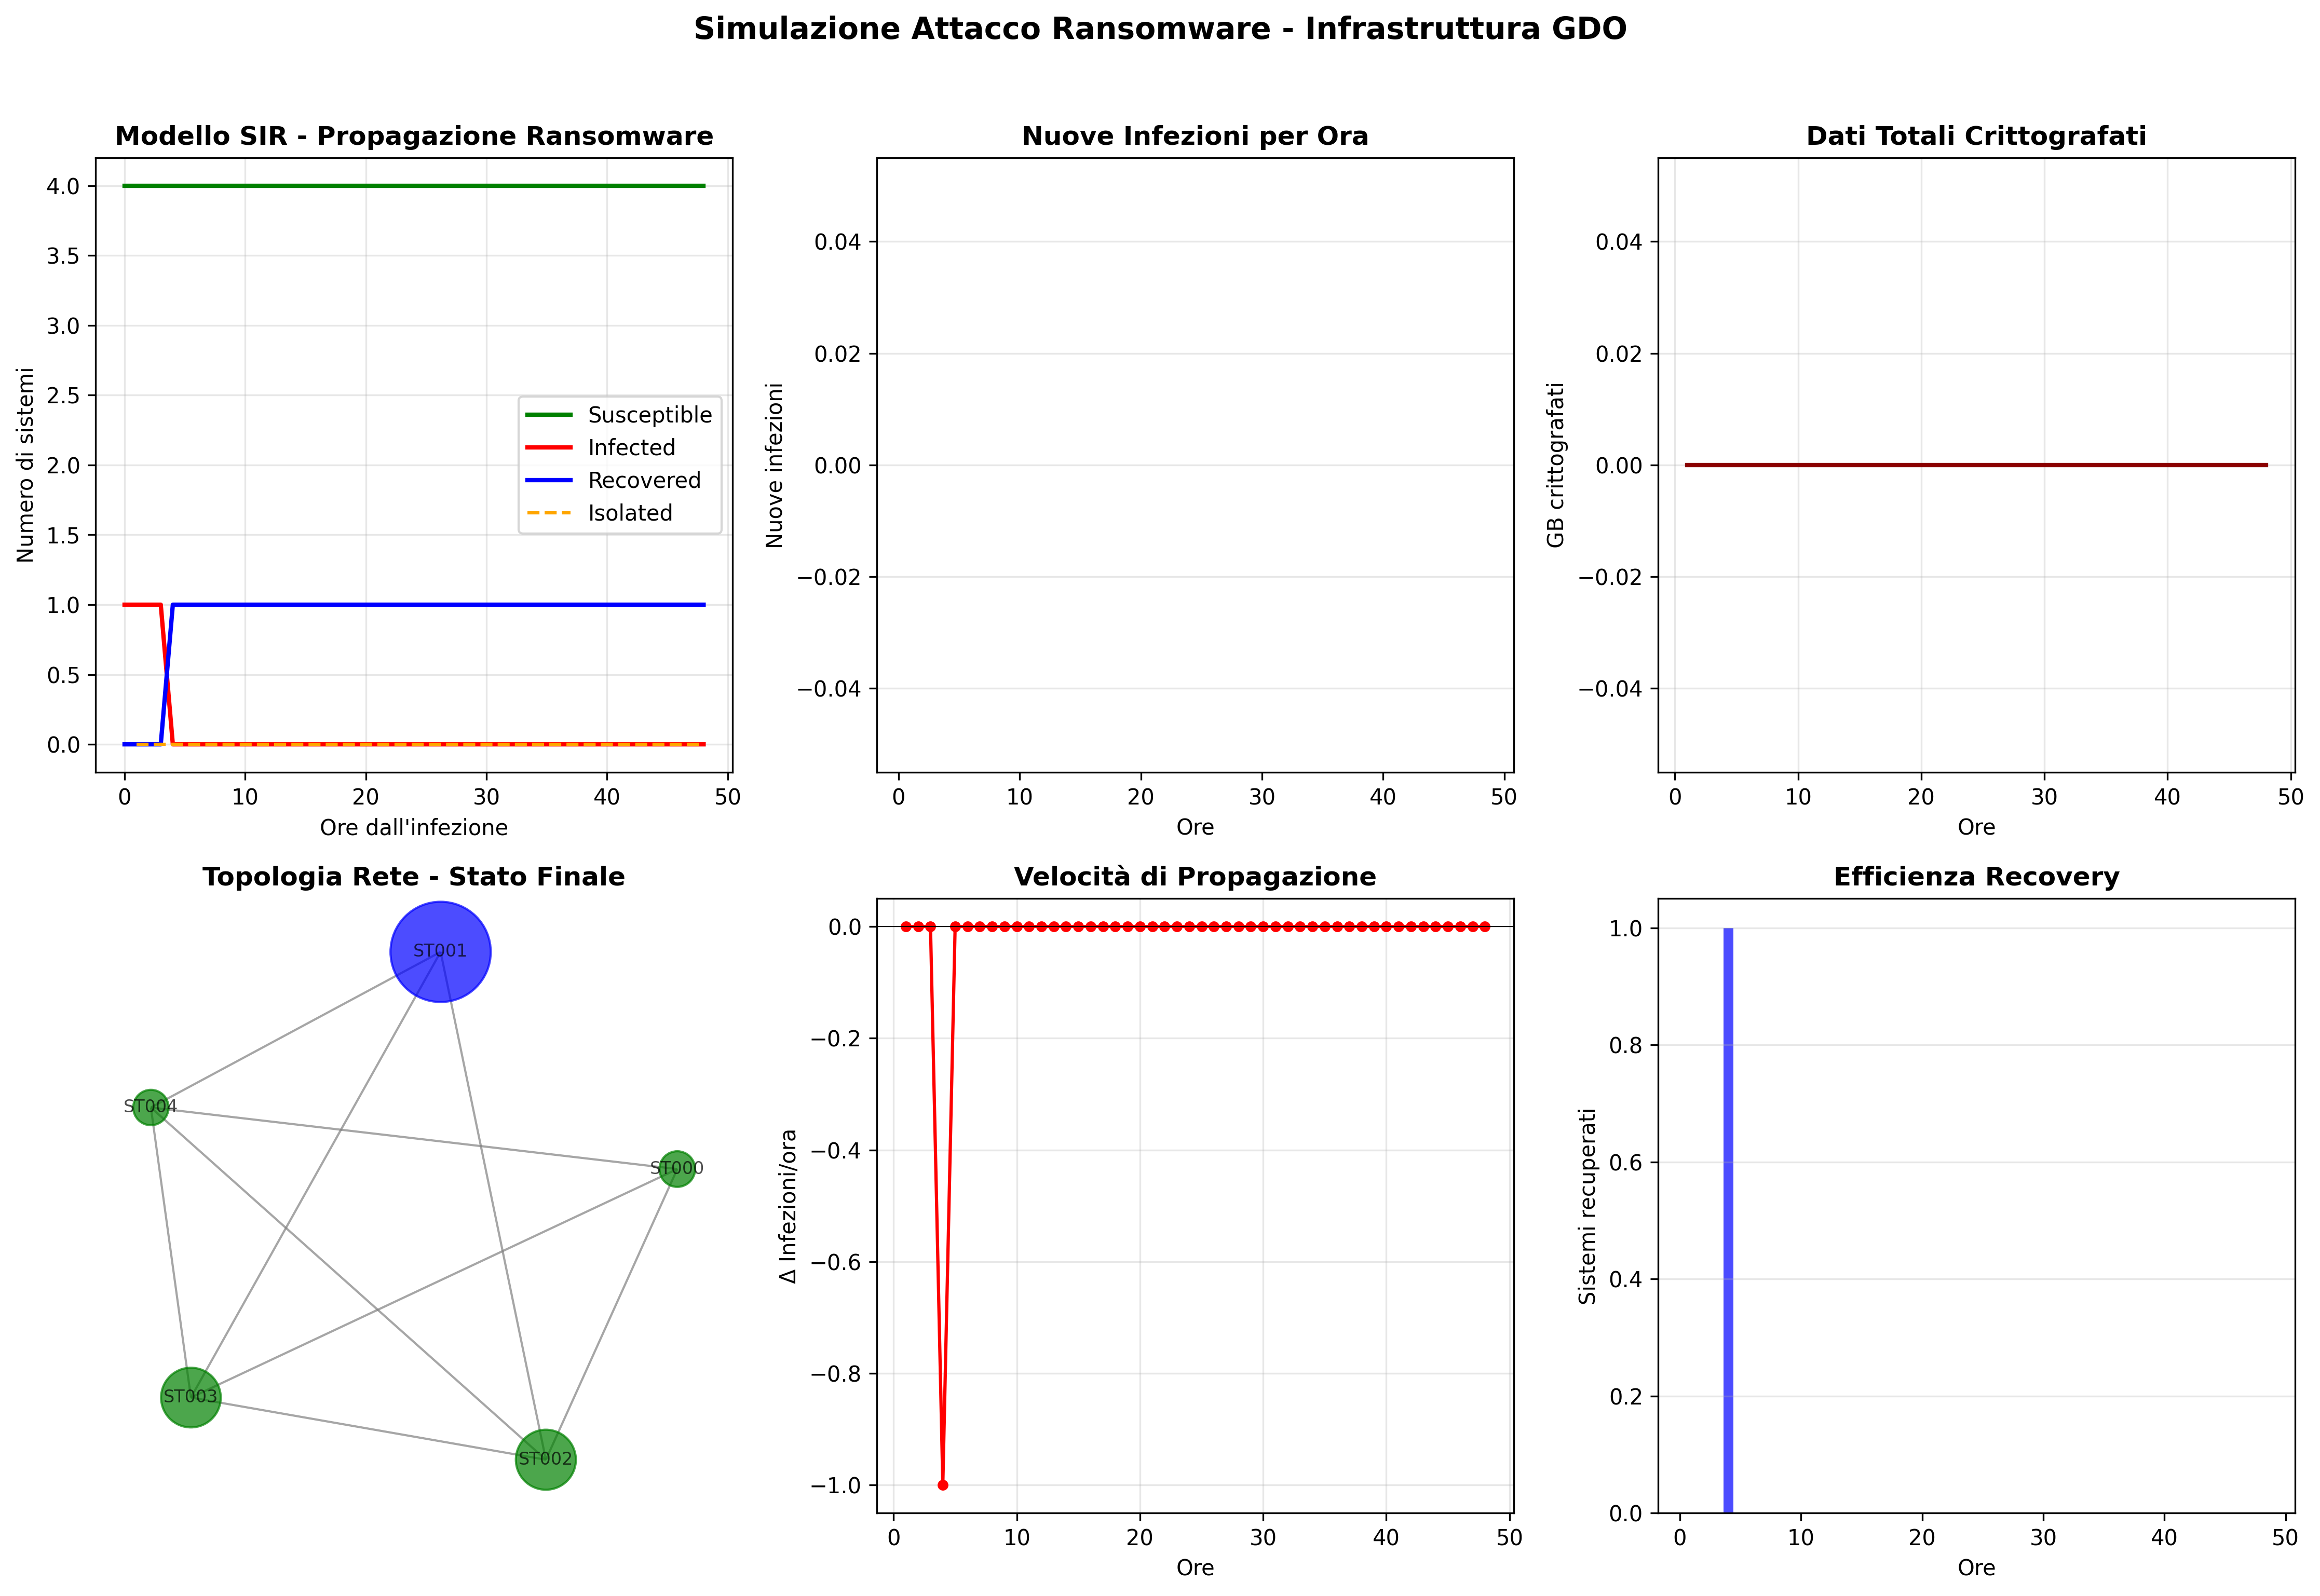 Simulazione Attacco Ransomware - Infrastruttura GDO
Modello SIR - Propagazione Ransomware
Numero di sistemi
4.0
3.5
3.0
2.5
2.0
1.5
1.0
0.5
0.0
Susceptible
Infected
Recovered
Isolated
0 10 20 30 40 50
Ore dall'infezione
Nuove Infezioni per Ora
Nuove infezioni
0.04
0.02
0.00
−0.02
−0.04
0 10 20 30 40 50
Ore
Dati Totali Crittografati
GB crittografati
0.04
0.02
0.00
−0.02
−0.04
0 10 20 30 40 50
Ore
Topologia Rete - Stato Finale
ST001
ST004
ST000
ST003
ST002
Velocità di Propagazione
Δ Infezioni/ora
0.0
−0.2
−0.4
−0.6
−0.8
−1.0
0 10 20 30 40 50
Ore
Efficienza Recovery
Sistemi recuperati
1.0
0.8
0.6
0.4
0.2
0.0
0 10 20 30 40 50
Ore